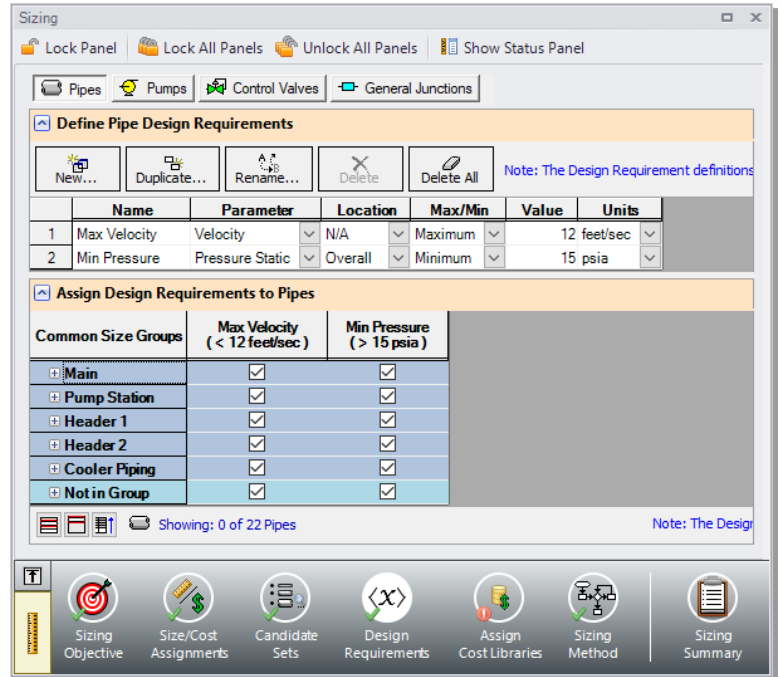 Sizing
Lock Panel Lock All Panels Unlock All Panels Show Status Panel
Pipes Pumps Control Valves General Junctions
Define Pipe Design Requirements
New... Duplicate... Rename... Delete Delete All Note: The Design Requirement definitions
Name Parameter Location Max/Min Value Units
1 Max Velocity Velocity N/A Maximum 12 feet/sec
2 Min Pressure Pressure Static Overall Minimum 15 psia
Assign Design Requirements to Pipes
Common Size Groups Max Velocity Min Pressure
( < 12 feet/sec ) ( > 15 psia )
Main
Pump Station
Header 1
Header 2
Cooler Piping
Not in Group
Showing: 0 of 22 Pipes Note: The Design
Sizing Size/Cost Candidate Design Assign Sizing Sizing
Objective Assignments Sets Requirements Cost Libraries Method Summary